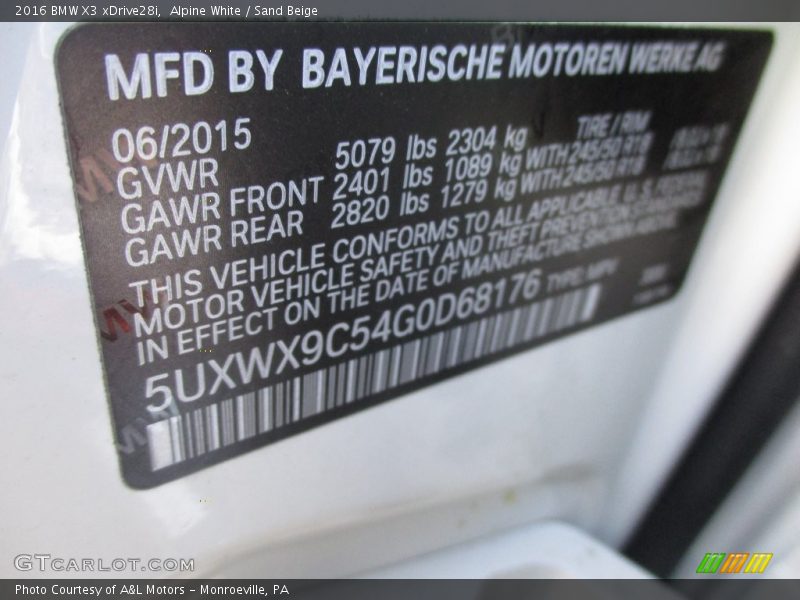 2016 BMW X3 xDrive28i, Alpine White / Sand Beige
MFD BY BAYERISCHE MOTOREN WERKE AG
06/2015 TIRE / RIM
GVWR 5079 lbs 2304 kg
GAWR FRONT 2401 lbs 1089 kg WITH 245/50 R18
GAWR REAR 2820 lbs 1279 kg WITH 245/50 R18
THIS VEHICLE CONFORMS TO ALL APPLICABLE U.S.
MOTOR VEHICLE SAFETY AND THEFT PREVENTION
IN EFFECT ON THE DATE OF MANUFACTURE SHOWN ABOVE.
5UXWX9C54G0D68176 TYPE: MPV
GTCARLOT.COM
Photo Courtesy of A&L Motors – Monroeville, PA